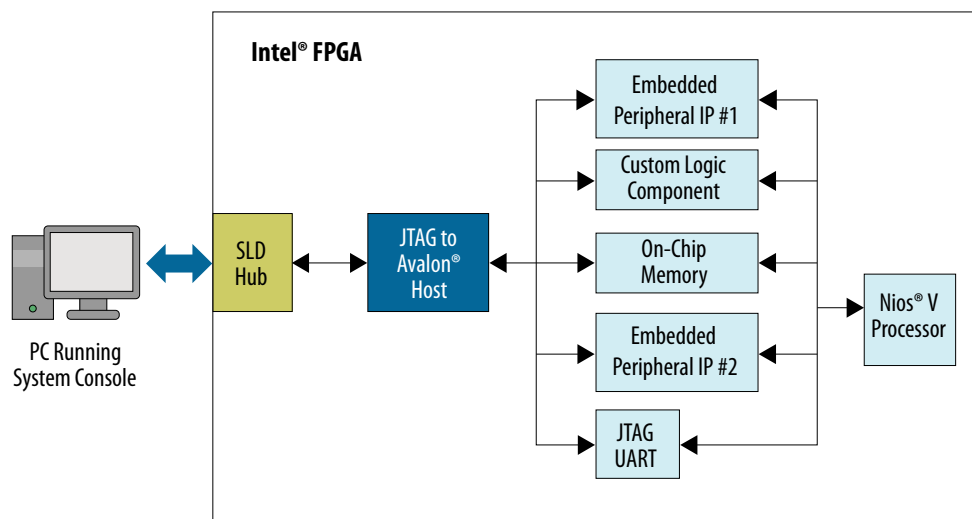 Intel® FPGA
Embedded
Peripheral IP #1
Custom Logic
Component
SLD
Hub
JTAG to
Avalon®
Host
On-Chip
Memory
Nios® V
Processor
PC Running
System Console
Embedded
Peripheral IP #2
JTAG
UART